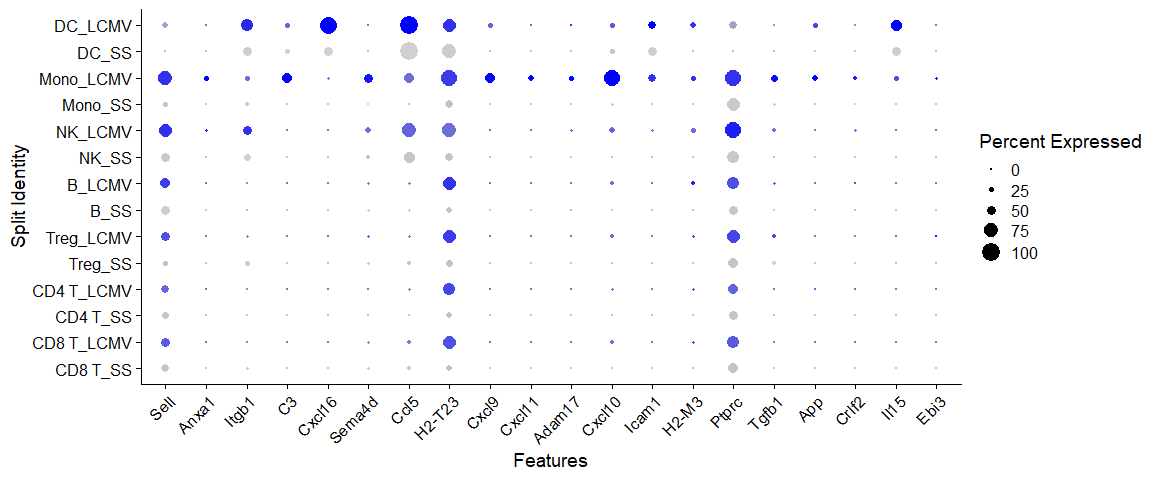 DC_LCMV
DC_SS
Mono_LCMV
Mono_SS
NK_LCMV
NK_SS
B_LCMV
B_SS
Treg_LCMV
Treg_SS
CD4 T_LCMV
CD4 T_SS
CD8 T_LCMV
CD8 T_SS
Split Identity
Sell
Anxa1
Itgb1
C3
Cxcl16
Sema4d
Ccl5
H2-T23
Cxcl9
Cxcl11
Adam17
Cxcl10
Icam1
H2-M3
Ptprc
Tgfb1
App
Crlf2
Il15
Ebi3
Features
Percent Expressed
0
25
50
75
100